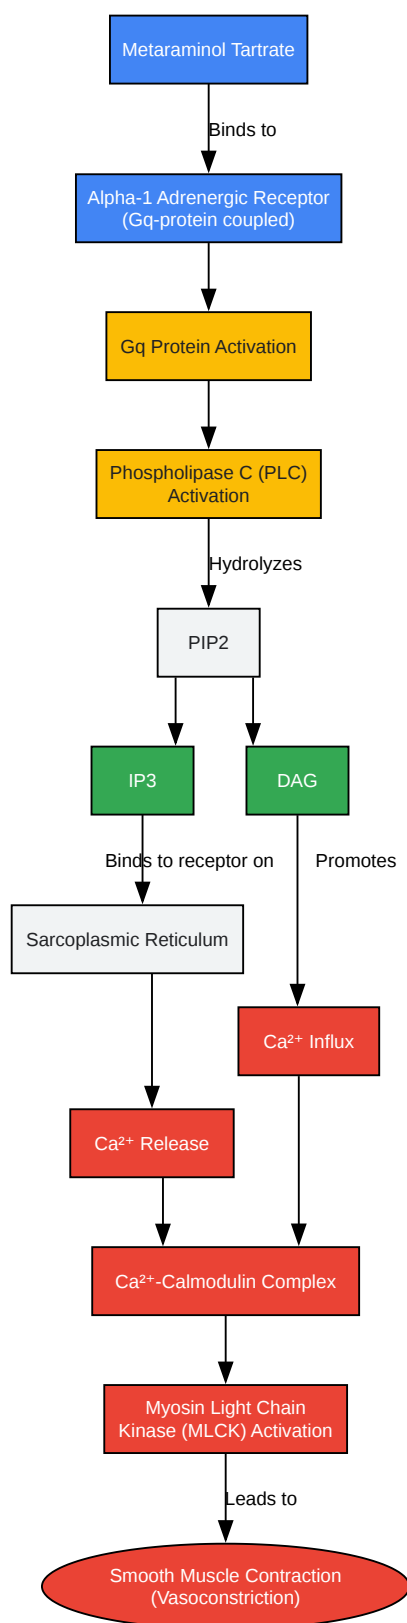 Metaraminol Tartrate
Binds to
Alpha-1 Adrenergic Receptor
(Gq-protein coupled)
Gq Protein Activation
Phospholipase C (PLC)
Activation
Hydrolyzes
PIP2
IP3
DAG
Binds to receptor on
Promotes
Sarcoplasmic Reticulum
Ca²⁺ Influx
Ca²⁺ Release
Ca²⁺-Calmodulin Complex
Myosin Light Chain
Kinase (MLCK) Activation
Leads to
Smooth Muscle Contraction
(Vasoconstriction)